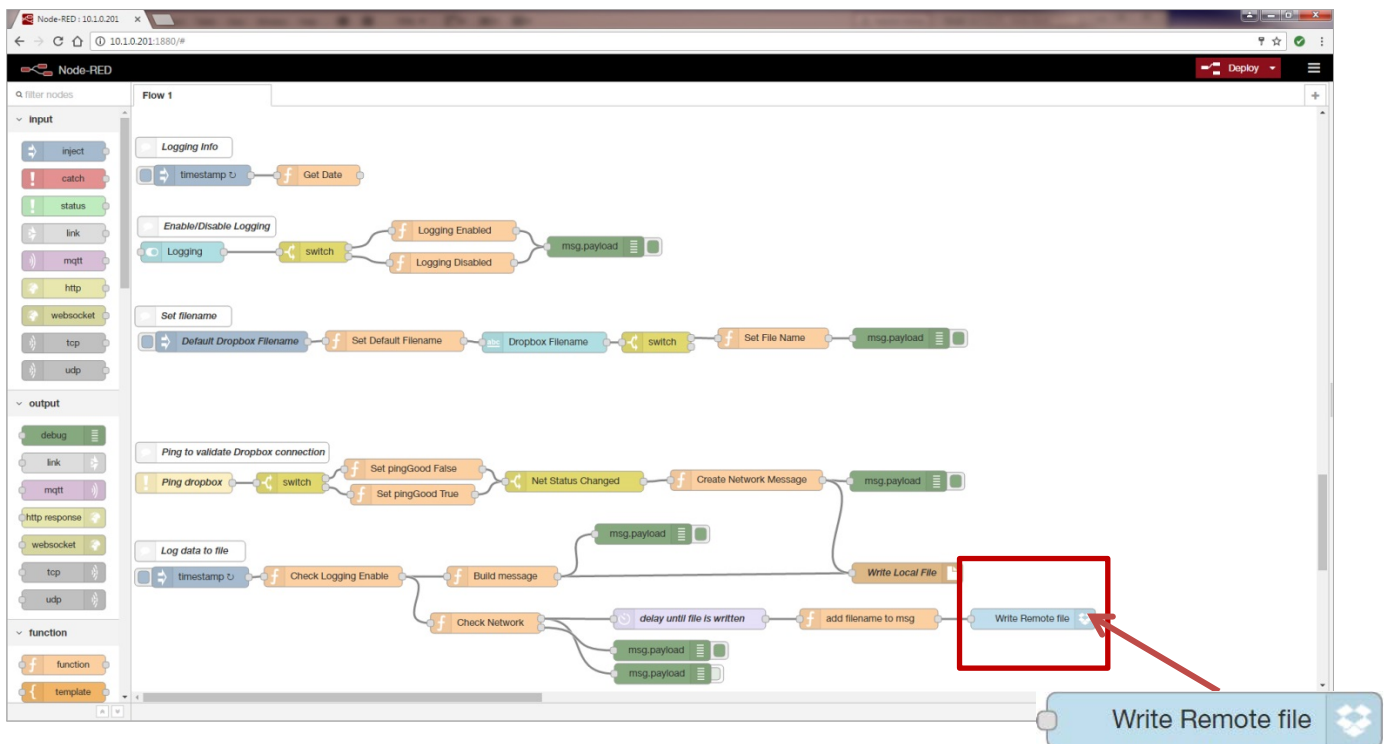 Node-RED : 10.1.0.201
10.1.0.201:1880/#
Node-RED
Deploy
filter nodes
Flow 1
input
inject
catch
status
link
mqtt
http
websocket
tcp
udp
output
debug
link
mqtt
http response
websocket
tcp
udp
function
function
template
Logging Info
timestamp ↻
Get Date
Enable/Disable Logging
Logging
switch
Logging Enabled
Logging Disabled
msg.payload
Set filename
Default Dropbox Filename
Set Default Filename
abc
Dropbox Filename
switch
Set File Name
msg.payload
Ping to validate Dropbox connection
Ping dropbox
switch
Set pingGood False
Set pingGood True
Net Status Changed
Create Network Message
msg.payload
msg.payload
Log data to file
timestamp ↻
Check Logging Enable
Build message
Write Local File
Check Network
delay until file is written
add filename to msg
Write Remote file
msg.payload
msg.payload
Write Remote file